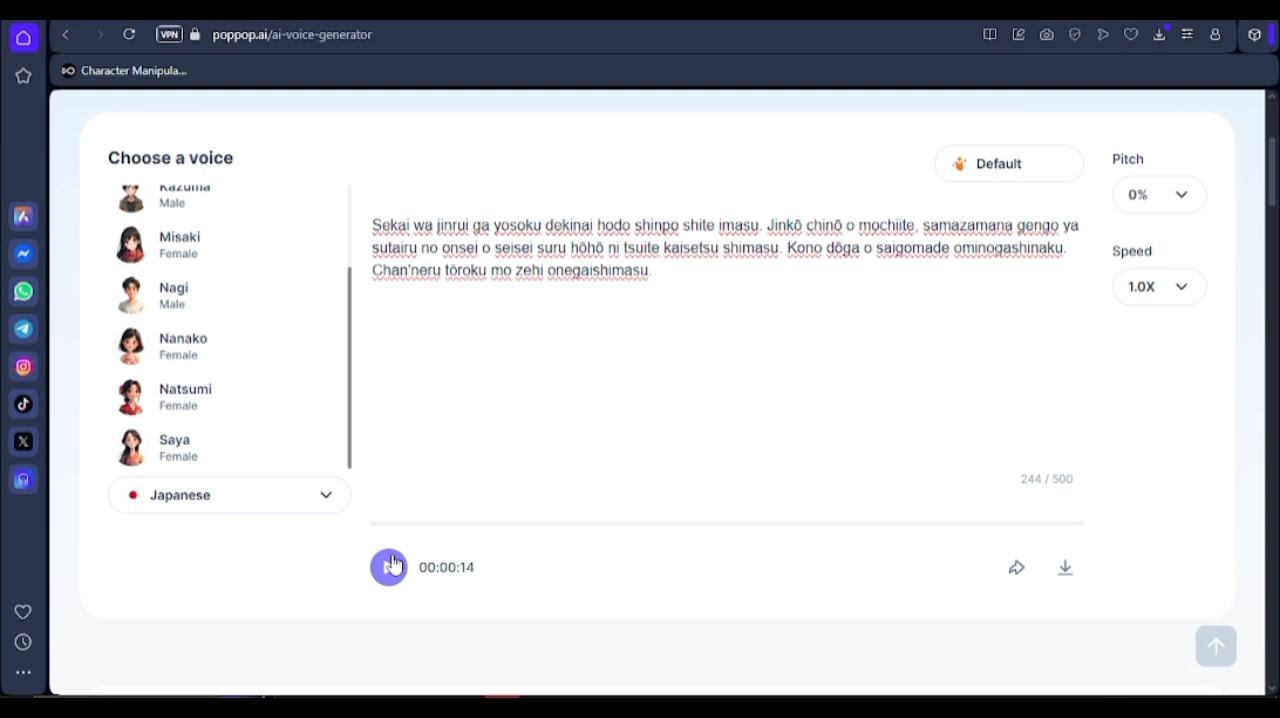 VPN
poppop.ai/ai-voice-generator
Character Manipula...
Choose a voice
Default
Pitch
0%
Speed
1.0X
Kazuma
Male
Misaki
Female
Nagi
Male
Nanako
Female
Natsumi
Female
Saya
Female
Japanese
Sekai wa jinrui ga yosoku dekinai hodo shinpo shite imasu. Jinkō chinō o mochiite, samazamana gengo ya
sutairu no onsei o seisei suru hōhō ni tsuite kaisetsu shimasu. Kono dōga o saigomade ominogashinaku.
Chan'neru tōroku mo zehi onegaishimasu.
244 / 500
00:00:14